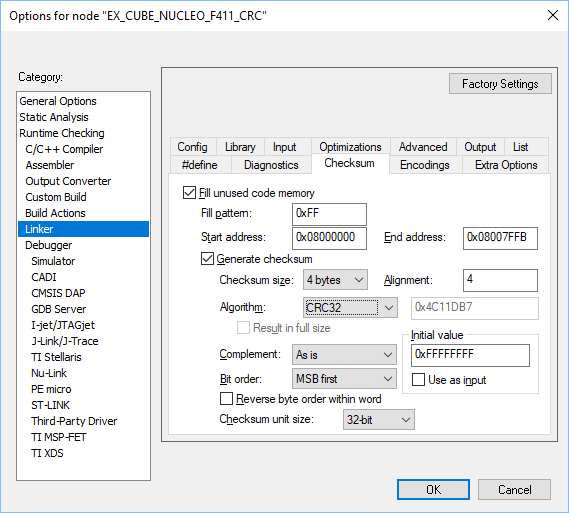 Options for node "EX_CUBE_NUCLEO_F411_CRC"
Category:
Factory Settings
General Options
Static Analysis
Runtime Checking
C/C++ Compiler
Assembler
Output Converter
Custom Build
Build Actions
Linker
Debugger
Simulator
CADI
CMSIS DAP
GDB Server
I-jet/JTAGjet
J-Link/J-Trace
TI Stellaris
Nu-Link
PE micro
ST-LINK
Third-Party Driver
TI MSP-FET
TI XDS
Config Library Input Optimizations Advanced Output List
#define Diagnostics Checksum Encodings Extra Options
Fill unused code memory
Fill pattern: 0xFF
Start address: 0x08000000 End address: 0x08007FFB
Generate checksum
Checksum size: 4 bytes Alignment: 4
Algorithm: CRC32 0x4C11DB7
Result in full size
Initial value
Complement: As is 0xFFFFFFFF
Bit order: MSB first Use as input
Reverse byte order within word
Checksum unit size: 32-bit
OK Cancel